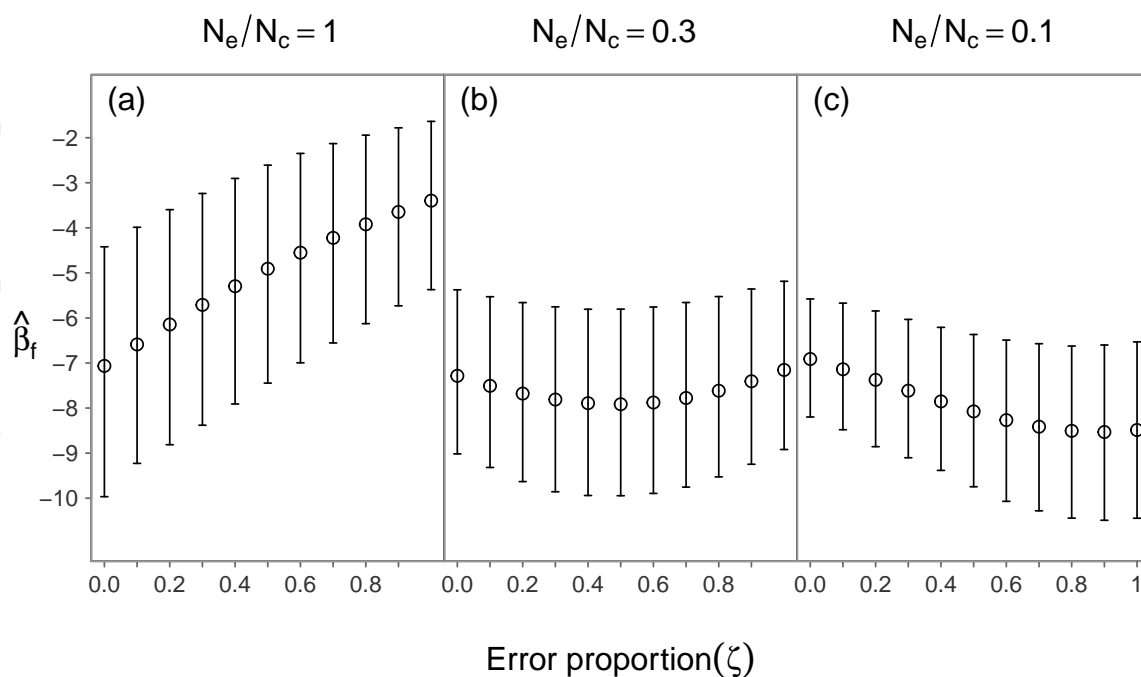 N_e/N_c = 1 N_e/N_c = 0.3 N_e/N_c = 0.1
(a) (b) (c)
−2
−3
−4
−5
−6
β̂_f
−7
−8
−9
−10
0.0 0.2 0.4 0.6 0.8 0.0 0.2 0.4 0.6 0.8 0.0 0.2 0.4 0.6 0.8 1
Error proportion(ζ)